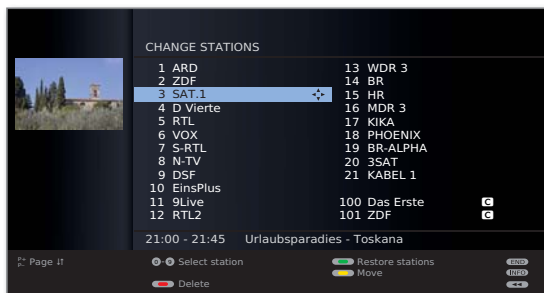 CHANGE STATIONS
1 ARD
2 ZDF
3 SAT.1
4 D Vierte
5 RTL
6 VOX
7 S-RTL
8 N-TV
9 DSF
10 EinsPlus
11 9Live
12 RTL2
13 WDR 3
14 BR
15 HR
16 MDR 3
17 KIKA
18 PHOENIX
19 BR-ALPHA
20 3SAT
21 KABEL 1
100 Das Erste C
101 ZDF C
21:00 - 21:45 Urlaubsparadies - Toskana
P+ P- Page
0-9 Select station
Delete
Restore stations
Move
END
INFO